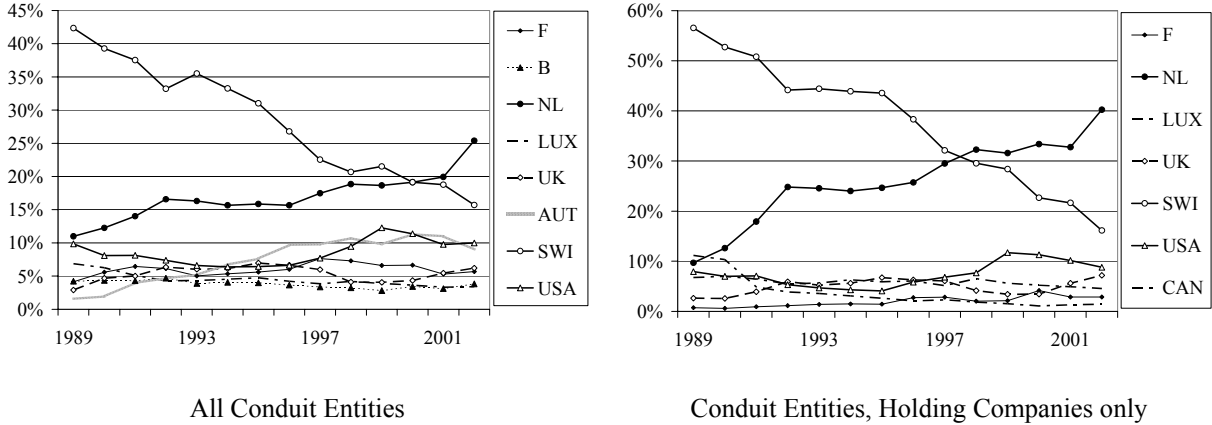 45%
40%
35%
30%
25%
20%
15%
10%
5%
0%
1989 1993 1997 2001
F
B
NL
LUX
UK
AUT
SWI
USA
All Conduit Entities
60%
50%
40%
30%
20%
10%
0%
1989 1993 1997 2001
F
NL
LUX
UK
SWI
USA
CAN
Conduit Entities, Holding Companies only